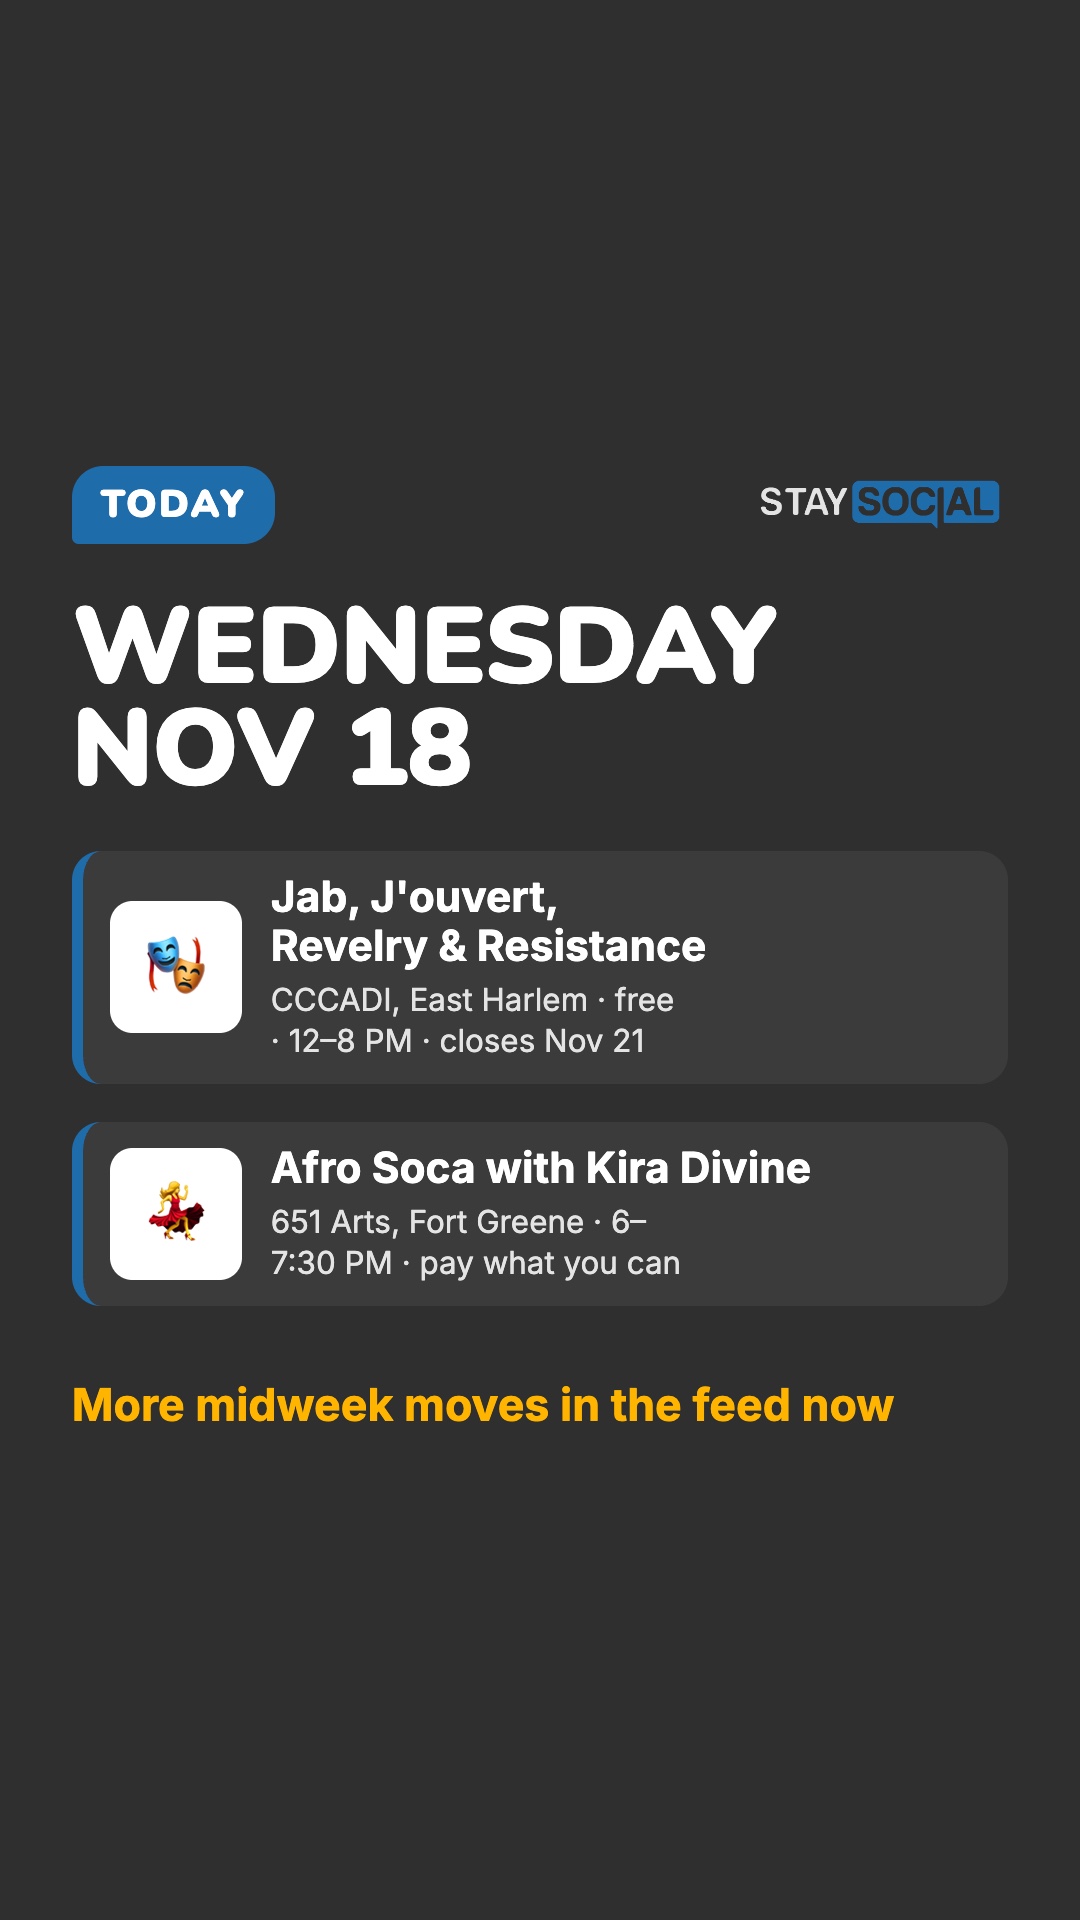 TODAY
STAY SOCIAL
WEDNESDAY
NOV 18
Jab, J'ouvert,
Revelry & Resistance
CCCADI, East Harlem · free
· 12–8 PM · closes Nov 21
Afro Soca with Kira Divine
651 Arts, Fort Greene · 6–
7:30 PM · pay what you can
More midweek moves in the feed now